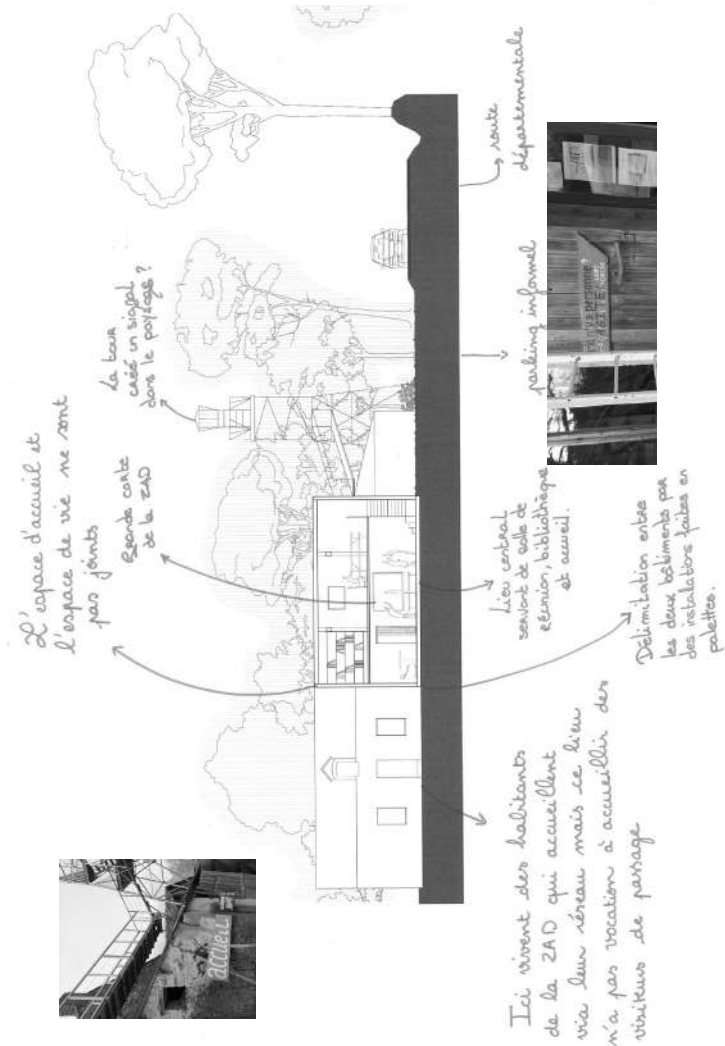 accueil
L'espace d'accueil et
l'espace de vie ne sont
pas joints
Grande carte
de la ZAD
La tour
créé un signal
dans le paysage ?
Ici vivent des habitants
de la ZAD qui accueillent
via leur réseau mais ce lieu
n'a pas vocation à accueillir des
visiteurs de passage
Délimitation entre
les deux bâtiments par
des installations faites en
palettes.
Lieu central
servant de salle de
réunion, bibliothèque
et accueil.
parking informel
route
départementale
n'y a personne